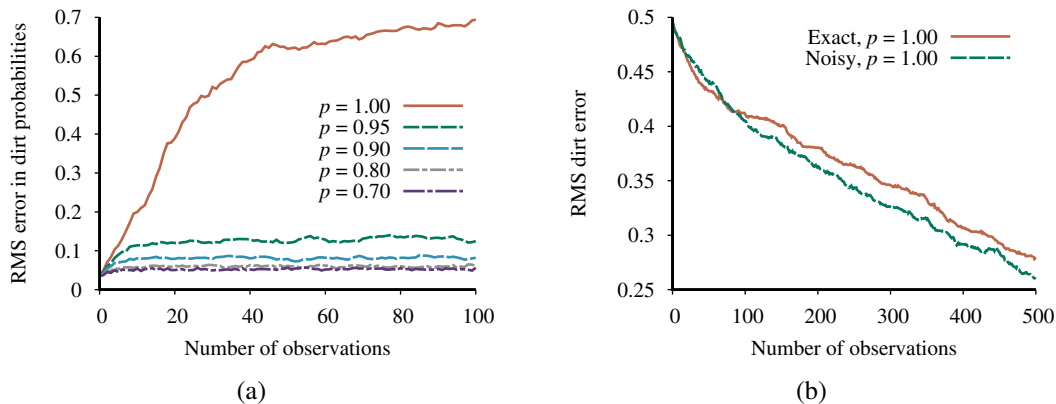 RMS error in dirt probabilities
0.7
0.6
0.5
0.4
0.3
0.2
0.1
0
p = 1.00
p = 0.95
p = 0.90
p = 0.80
p = 0.70
0 20 40 60 80 100
Number of observations
(a)
RMS dirt error
0.5
0.45
0.4
0.35
0.3
0.25
Exact, p = 1.00
Noisy, p = 1.00
0 100 200 300 400 500
Number of observations
(b)